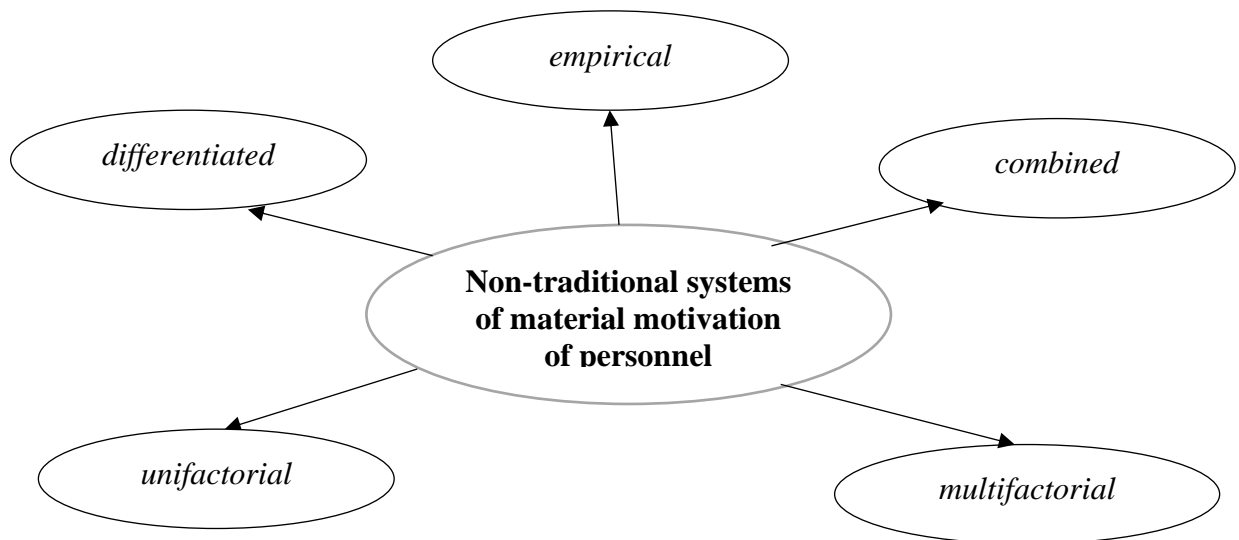 empirical
differentiated
combined
Non-traditional systems
of material motivation
of personnel
unifactorial
multifactorial